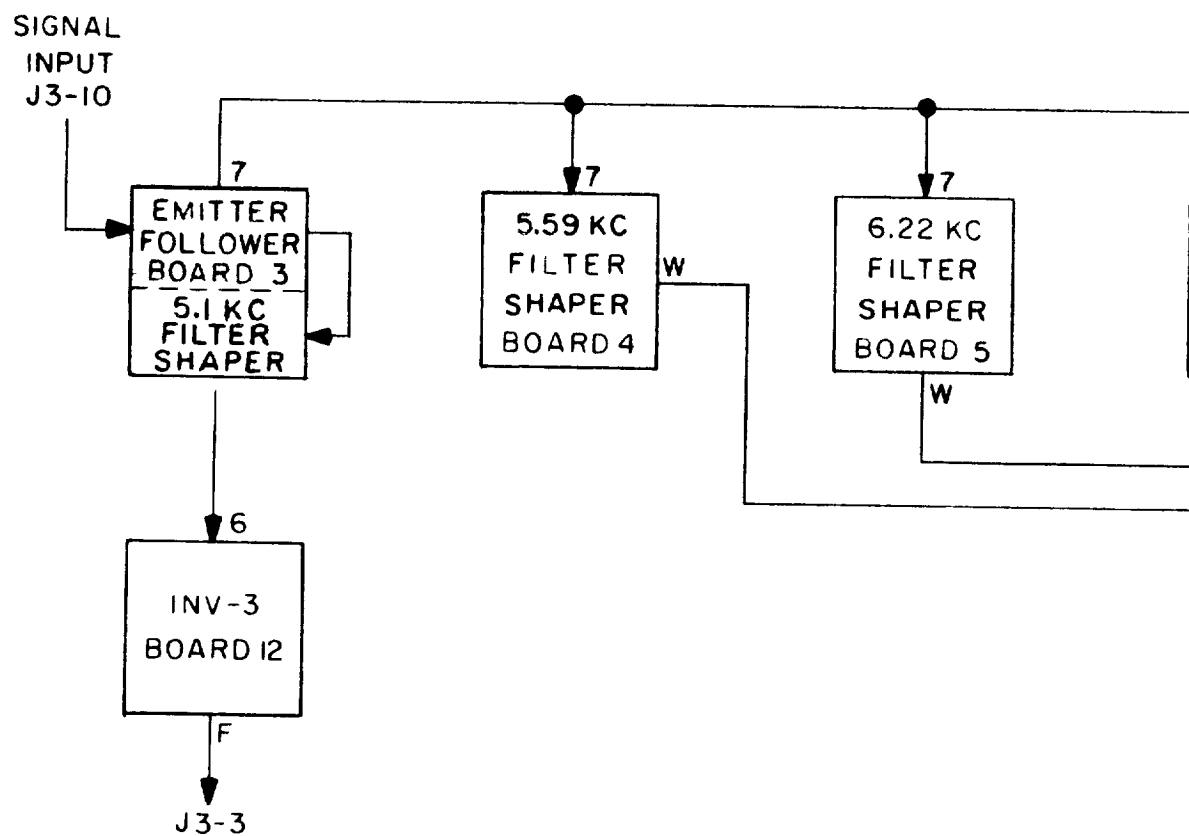 SIGNAL
INPUT
J3-10
7
EMITTER
FOLLOWER
BOARD 3
5.1 KC
FILTER
SHAPER
7
5.59 KC
FILTER
SHAPER
BOARD 4
W
7
6.22 KC
FILTER
SHAPER
BOARD 5
W
6
INV-3
BOARD 12
F
J3-3